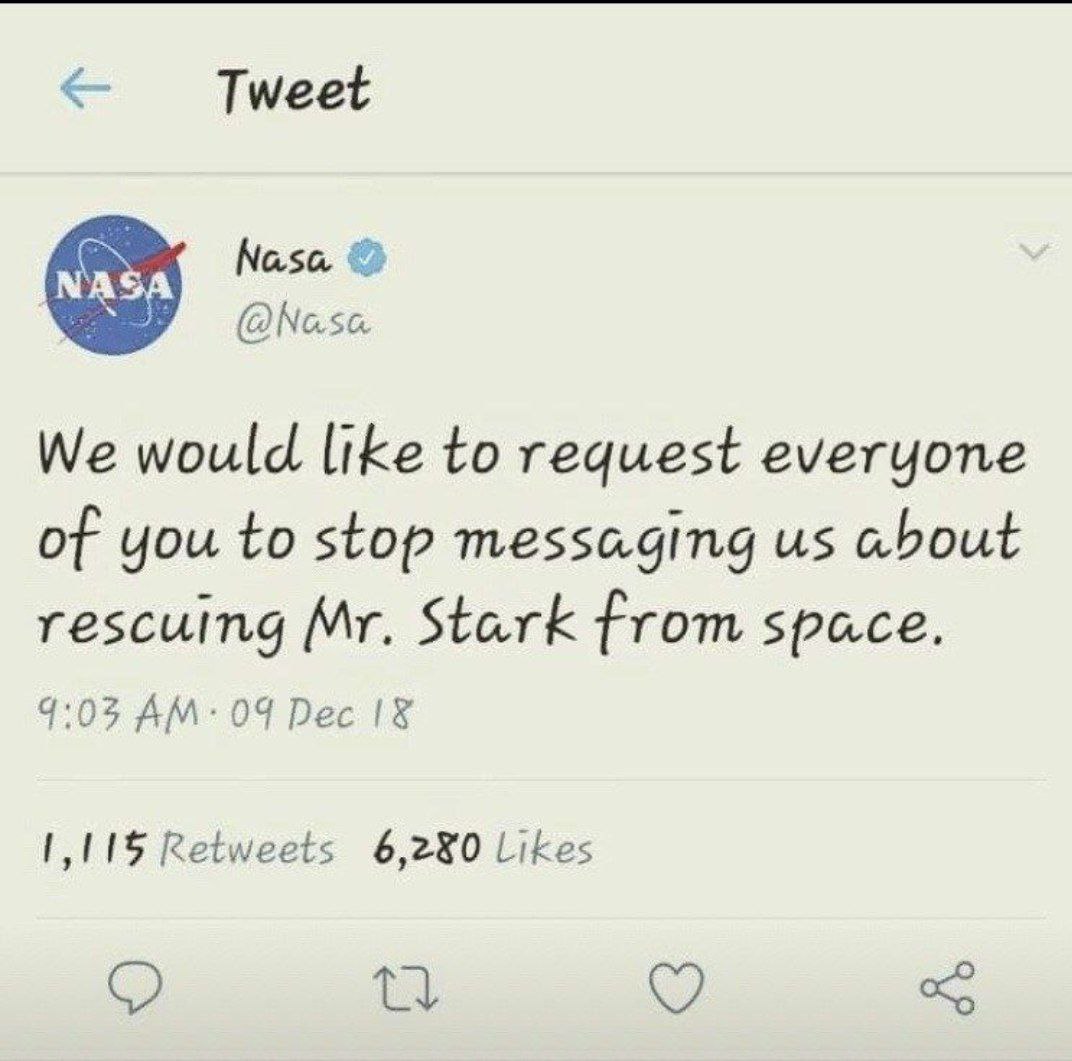 Tweet
NASA
Nasa
@Nasa
We would like to request everyone
of you to stop messaging us about
rescuing Mr. Stark from space.
9:03 AM · 09 Dec 18
1,115 Retweets 6,280 Likes